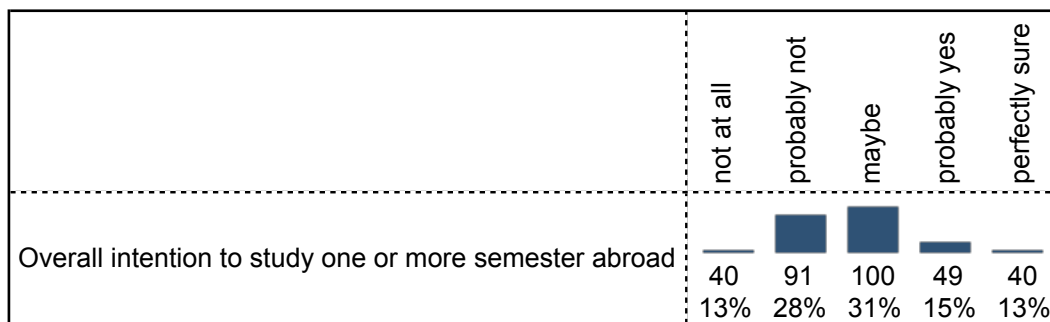 not at all
probably not
maybe
probably yes
perfectly sure
Overall intention to study one or more semester abroad
40 91 100 49 40
13% 28% 31% 15% 13%